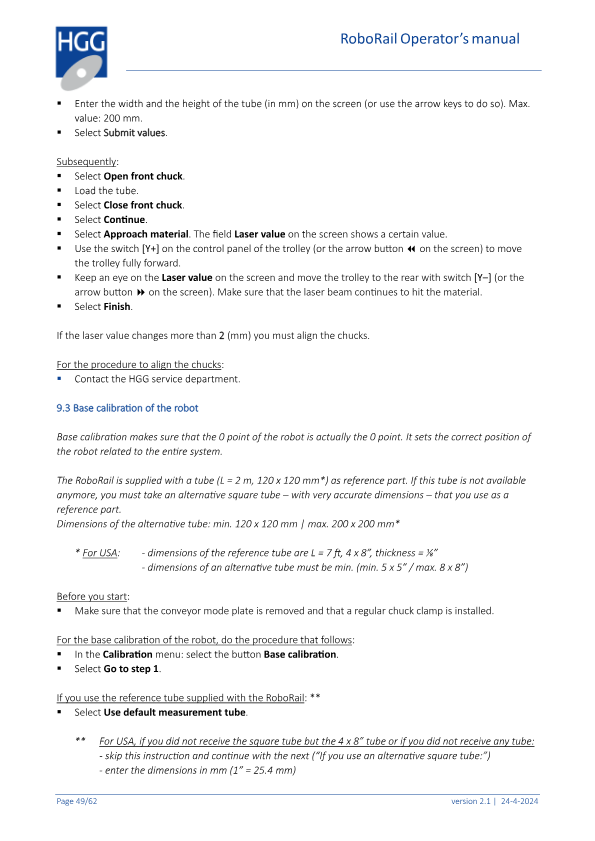 HGG
RoboRail Operator's manual
▪ Enter the width and the height of the tube (in mm) on the screen (or use the arrow keys to do so). Max.
value: 200 mm.
▪ Select Submit values.
Subsequently:
▪ Select Open front chuck.
▪ Load the tube.
▪ Select Close front chuck.
▪ Select Continue.
▪ Select Approach material. The field Laser value on the screen shows a certain value.
▪ Use the switch [Y+] on the control panel of the trolley (or the arrow button ⏪ on the screen) to move
the trolley fully forward.
▪ Keep an eye on the Laser value on the screen and move the trolley to the rear with switch [Y–] (or the
arrow button ⏩ on the screen). Make sure that the laser beam continues to hit the material.
▪ Select Finish.
If the laser value changes more than 2 (mm) you must align the chucks.
For the procedure to align the chucks:
▪ Contact the HGG service department.
9.3 Base calibration of the robot
Base calibration makes sure that the 0 point of the robot is actually the 0 point. It sets the correct position of
the robot related to the entire system.
The RoboRail is supplied with a tube (L = 2 m, 120 x 120 mm*) as reference part. If this tube is not available
anymore, you must take an alternative square tube – with very accurate dimensions – that you use as a
reference part.
Dimensions of the alternative tube: min. 120 x 120 mm | max. 200 x 200 mm*
* For USA: - dimensions of the reference tube are L = 7 ft, 4 x 8", thickness = ⅛"
- dimensions of an alternative tube must be min. (min. 5 x 5" / max. 8 x 8")
Before you start:
▪ Make sure that the conveyor mode plate is removed and that a regular chuck clamp is installed.
For the base calibration of the robot, do the procedure that follows:
▪ In the Calibration menu: select the button Base calibration.
▪ Select Go to step 1.
If you use the reference tube supplied with the RoboRail: **
▪ Select Use default measurement tube.
** For USA, if you did not receive the square tube but the 4 x 8" tube or if you did not receive any tube:
- skip this instruction and continue with the next ("If you use an alternative square tube:")
- enter the dimensions in mm (1" = 25.4 mm)
Page 49/62
version 2.1 | 24-4-2024